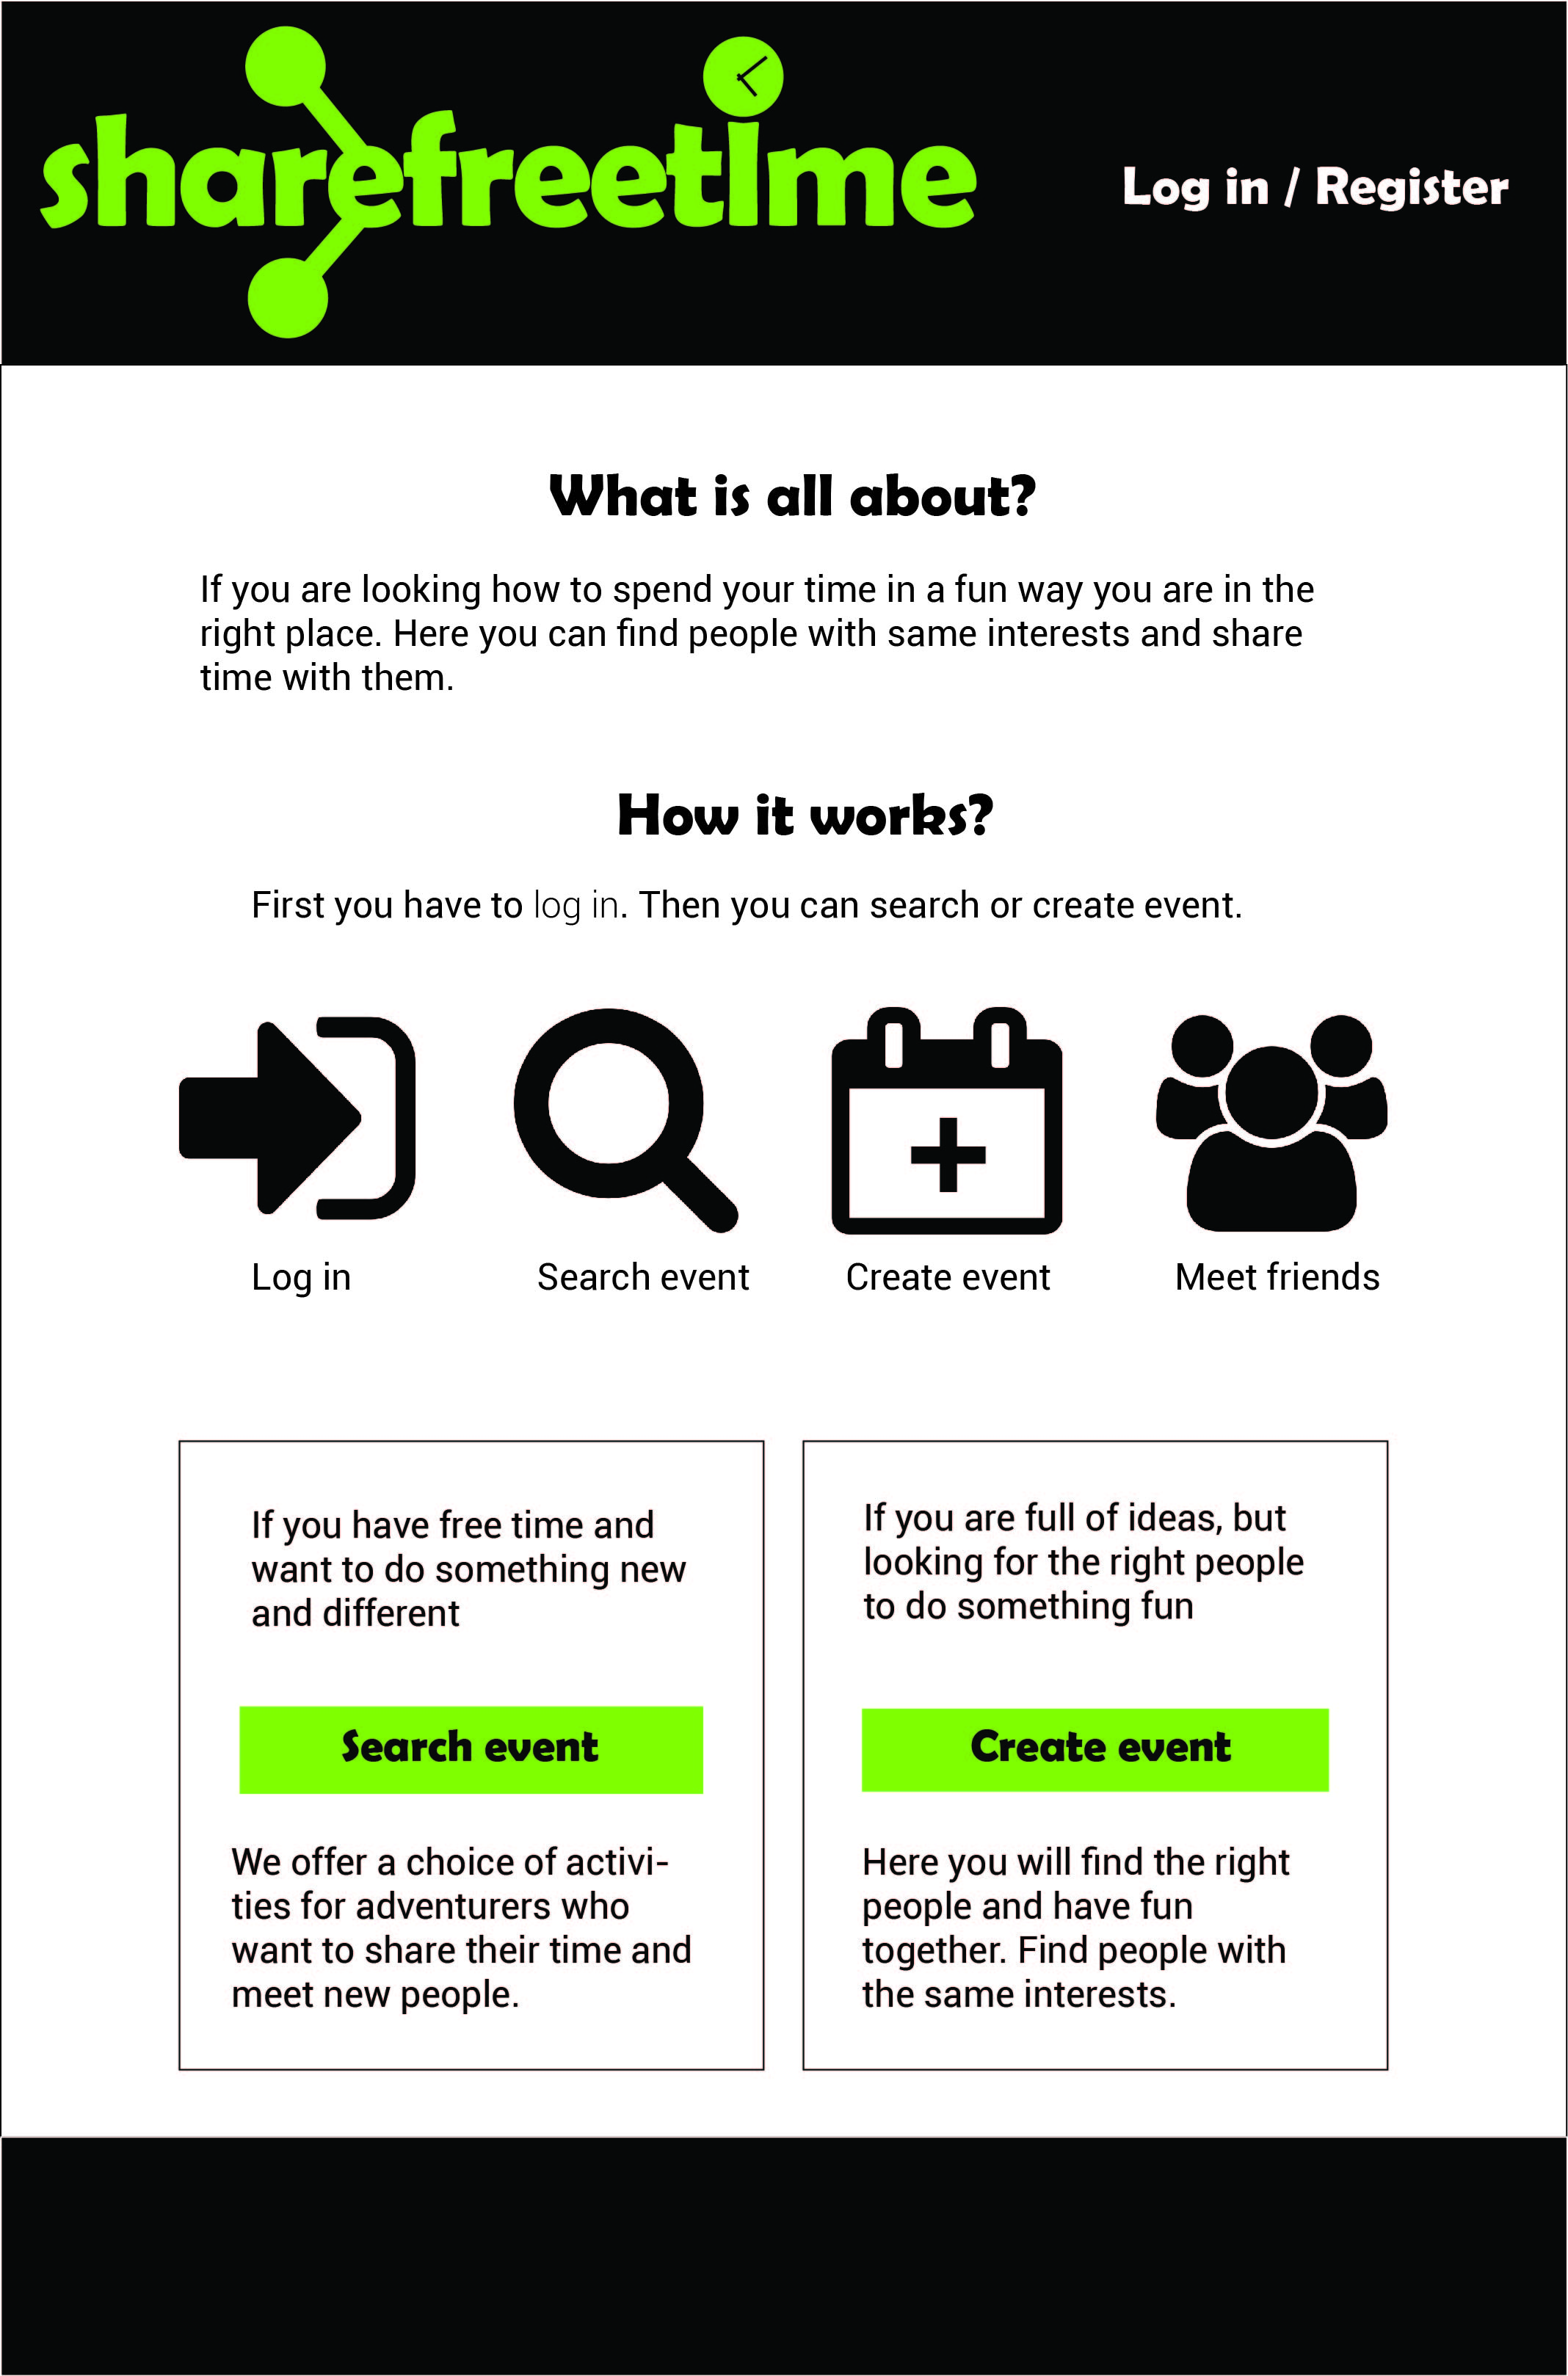 sharefreetime
Log in / Register
What is all about?
If you are looking how to spend your time in a fun way you are in the
right place. Here you can find people with same interests and share
time with them.
How it works?
First you have to log in. Then you can search or create event.
Log in
Search event
Create event
Meet friends
If you have free time and
want to do something new
and different
Search event
We offer a choice of activi-
ties for adventurers who
want to share their time and
meet new people.
If you are full of ideas, but
looking for the right people
to do something fun
Create event
Here you will find the right
people and have fun
together. Find people with
the same interests.